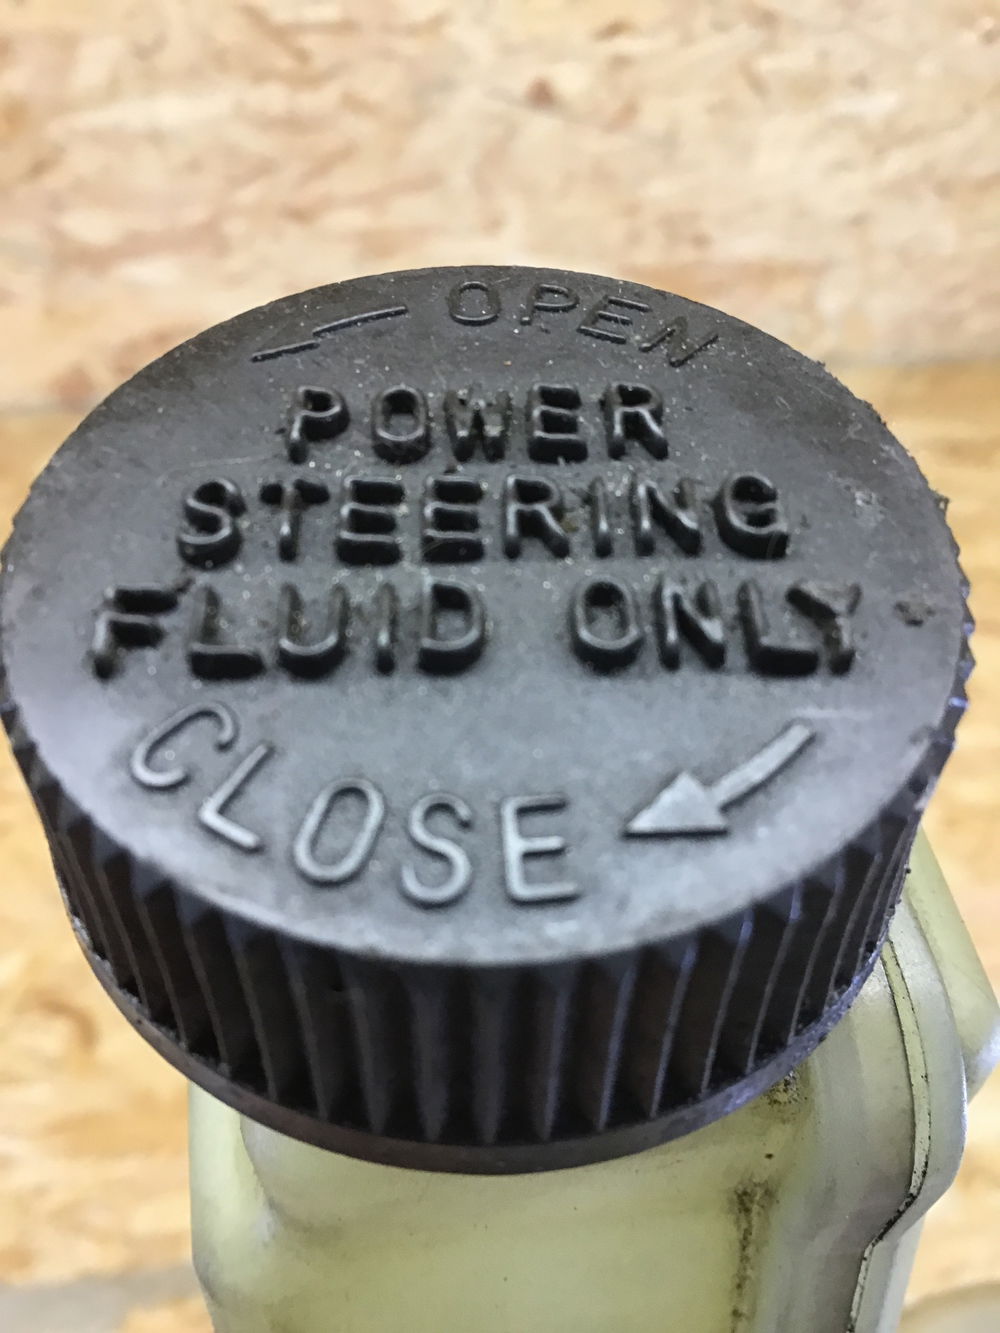 OPEN
POWER
STEERING
FLUID ONLY
CLOSE